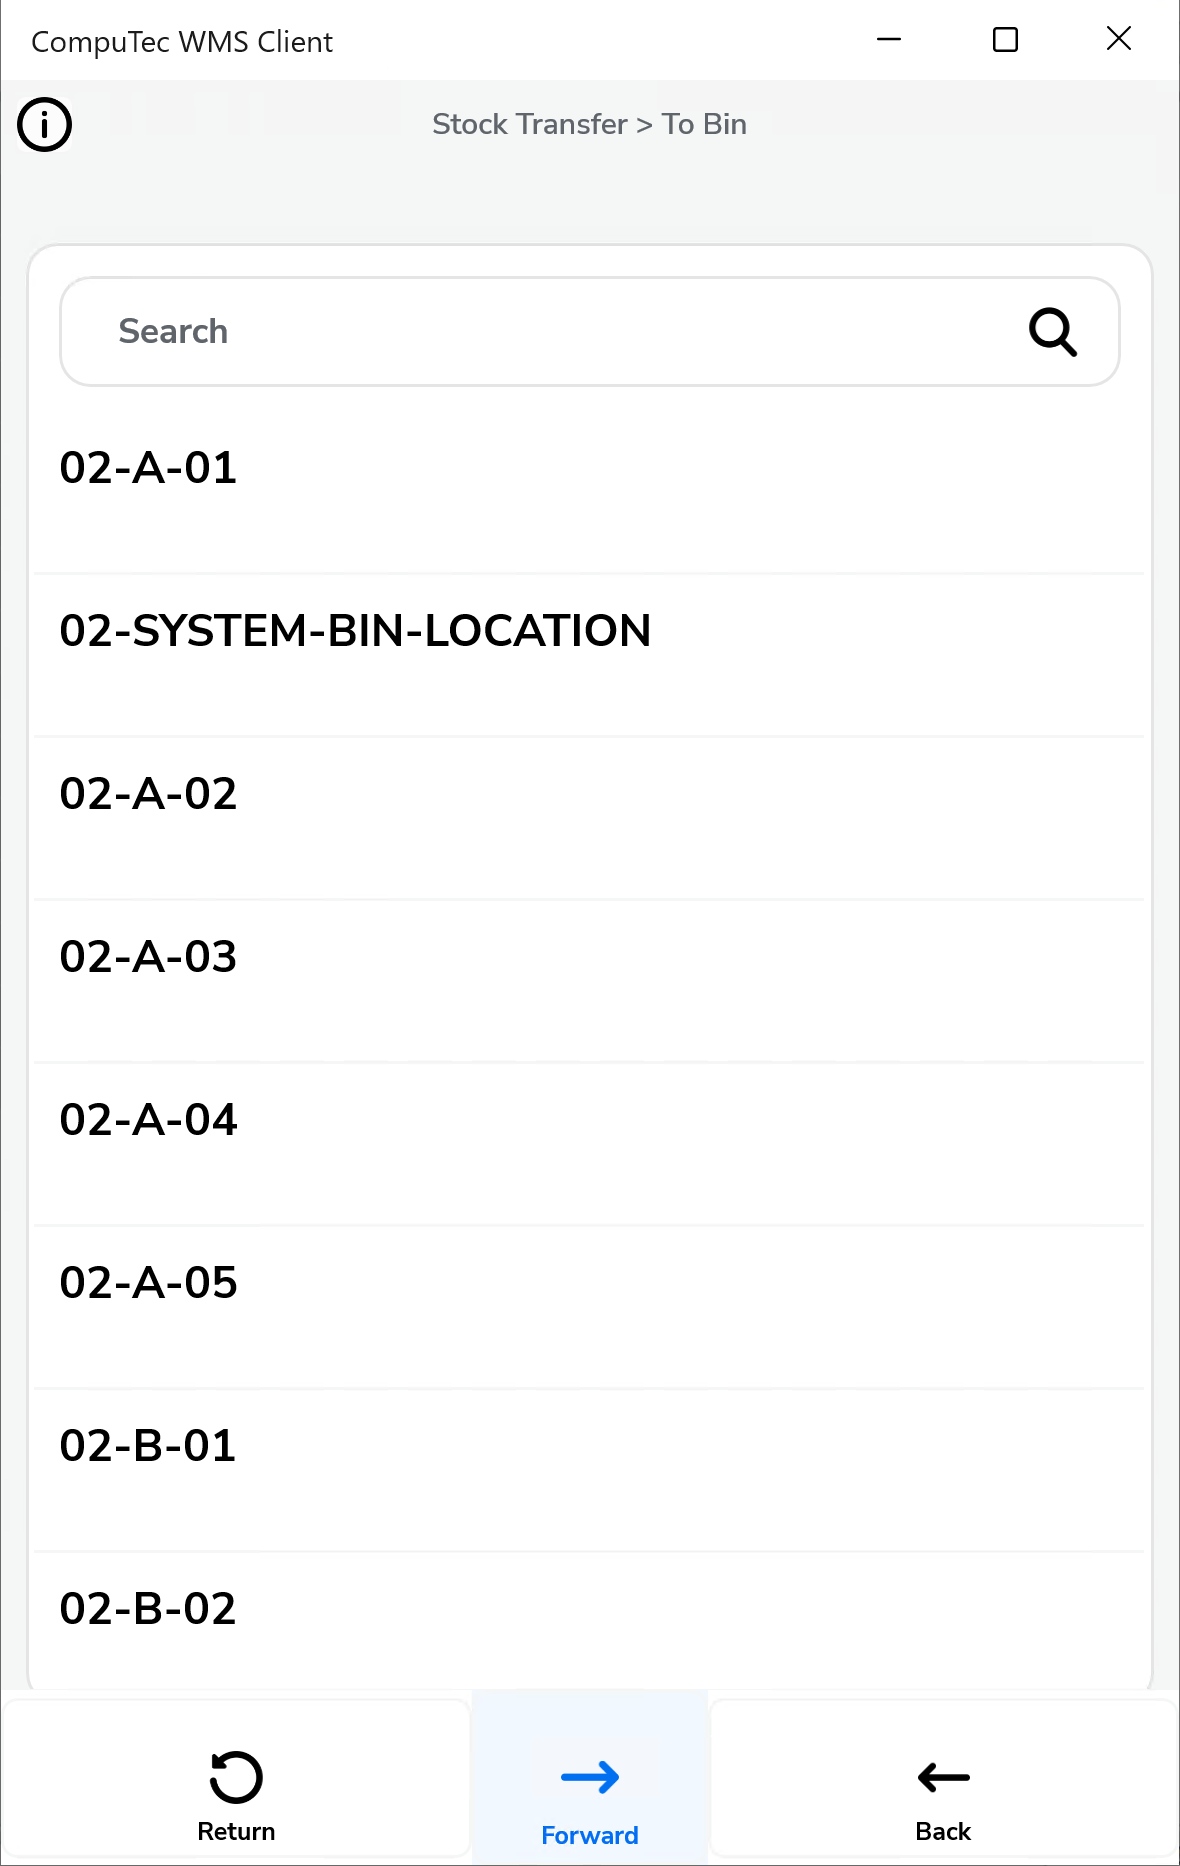 CompuTec WMS Client
Stock Transfer > To Bin
Search
02-A-01
02-SYSTEM-BIN-LOCATION
02-A-02
02-A-03
02-A-04
02-A-05
02-B-01
02-B-02
Return
Forward
Back